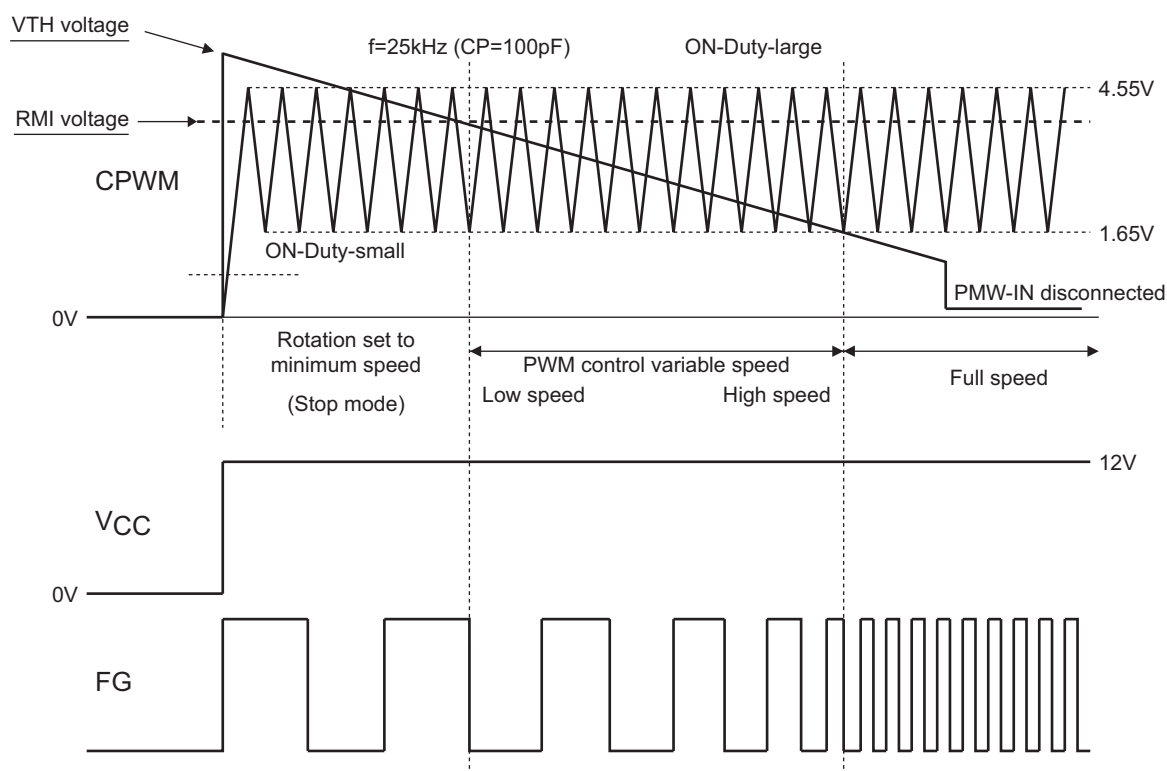 VTH voltage
f=25kHz (CP=100pF)
ON-Duty-large
4.55V
RMI voltage
CPWM
1.65V
ON-Duty-small
PMW-IN disconnected
0V
Rotation set to
minimum speed
(Stop mode)
PWM control variable speed
Low speed
High speed
Full speed
12V
VCC
0V
FG